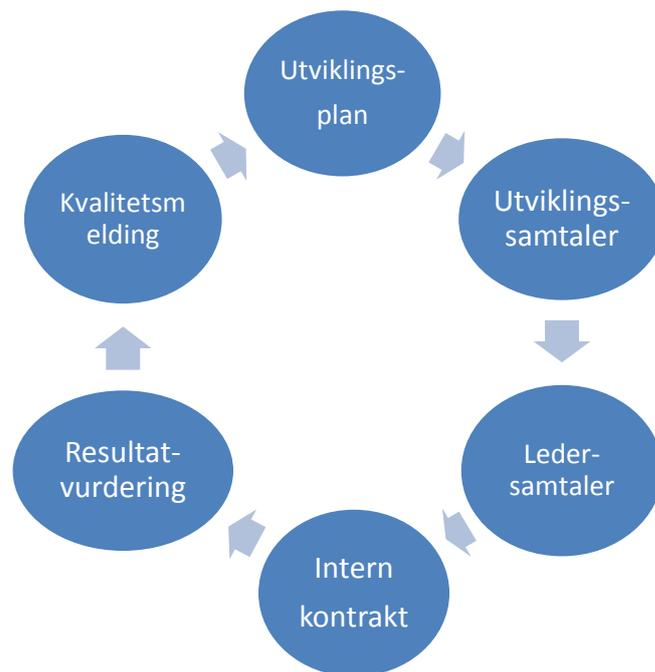 Utviklings-
plan
Utviklings-
samtaler
Leder-
samtaler
Intern
kontrakt
Resultat-
vurdering
Kvalitetsm
elding